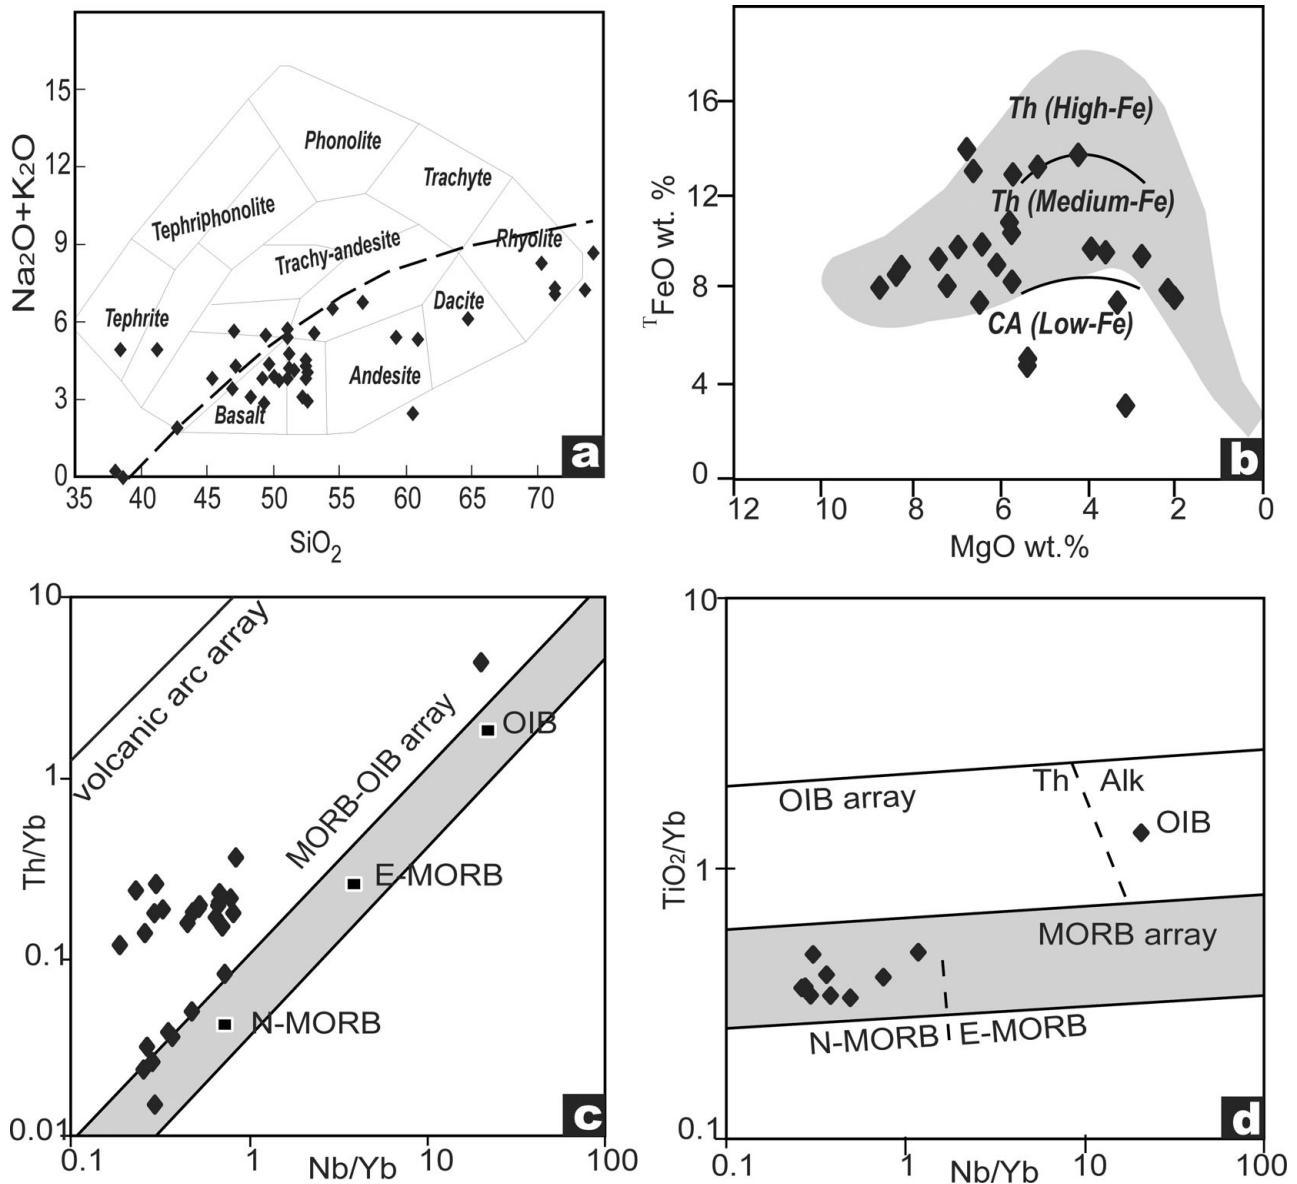 Na2O+K2O
15
12
9
6
3
0
35 40 45 50 55 60 65 70
SiO2
Phonolite
Trachyte
Tephriphonolite
Trachy-andesite
Rhyolite
Tephrite
Dacite
Andesite
Basalt
a
TFeO wt. %
16
12
8
4
0
12 10 8 6 4 2 0
MgO wt.%
Th (High-Fe)
Th (Medium-Fe)
CA (Low-Fe)
b
Th/Yb
10
1
0.1
0.01
0.1 1 10 100
Nb/Yb
volcanic arc array
MORB-OIB array
OIB
E-MORB
N-MORB
c
TiO2/Yb
10
1
0.1
0.1 1 10 100
Nb/Yb
Th Alk
OIB array
OIB
MORB array
N-MORB E-MORB
d